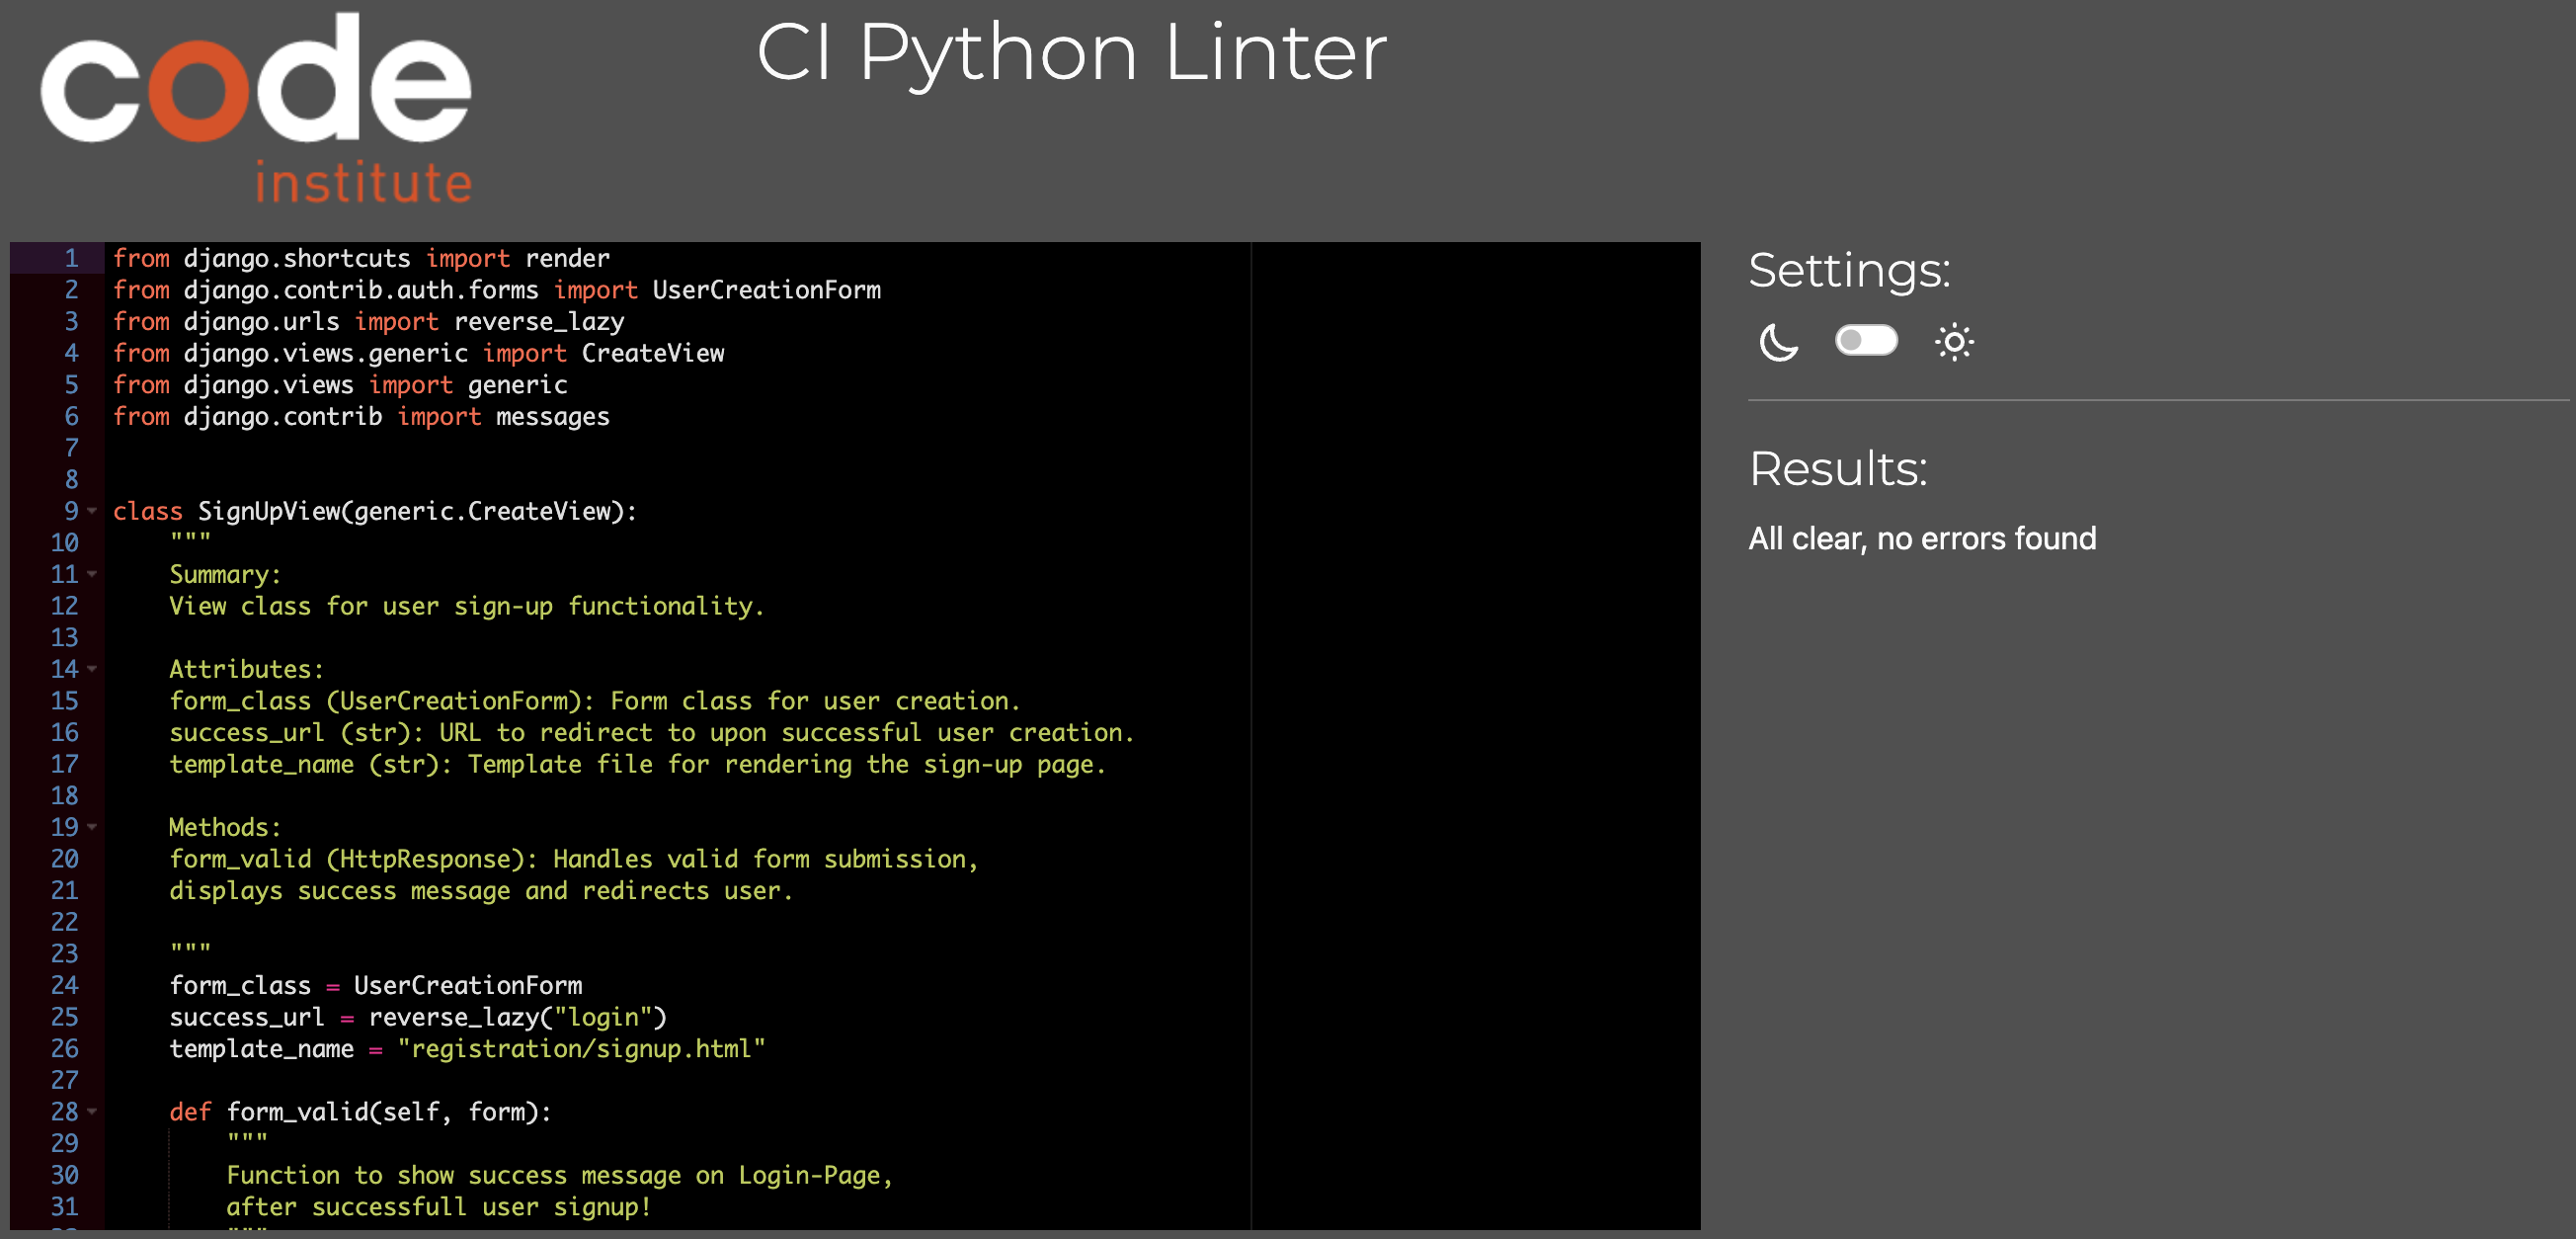 code
institute
CI Python Linter
1 from django.shortcuts import render
2 from django.contrib.auth.forms import UserCreationForm
3 from django.urls import reverse_lazy
4 from django.views.generic import CreateView
5 from django.views import generic
6 from django.contrib import messages
7
8
9 class SignUpView(generic.CreateView):
10     """
11     Summary:
12     View class for user sign-up functionality.
13
14     Attributes:
15     form_class (UserCreationForm): Form class for user creation.
16     success_url (str): URL to redirect to upon successful user creation.
17     template_name (str): Template file for rendering the sign-up page.
18
19     Methods:
20     form_valid (HttpResponse): Handles valid form submission,
21     displays success message and redirects user.
22
23     """
24     form_class = UserCreationForm
25     success_url = reverse_lazy("login")
26     template_name = "registration/signup.html"
27
28     def form_valid(self, form):
29         """
30         Function to show success message on Login-Page,
31         after successfull user signup!
Settings:
Results:
All clear, no errors found